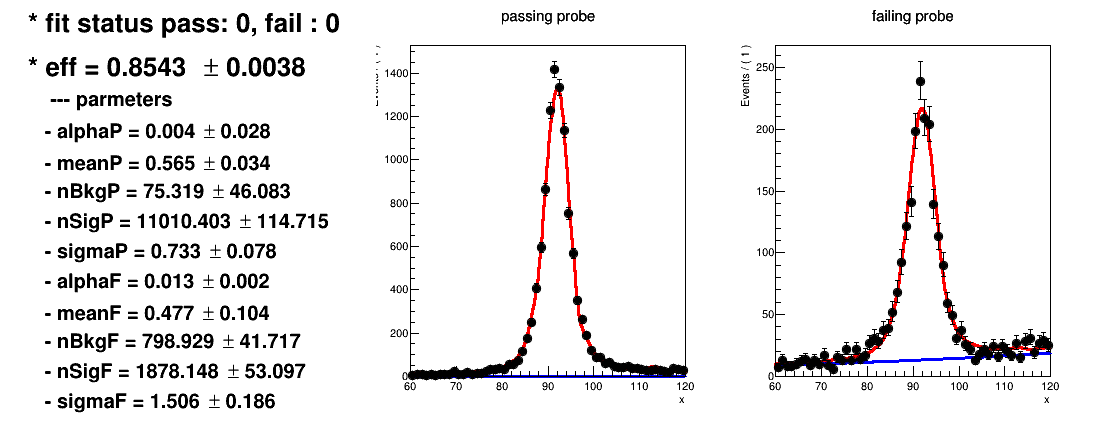 * fit status pass: 0, fail : 0
* eff = 0.8543 ± 0.0038
--- parmeters
- alphaP = 0.004 ± 0.028
- meanP = 0.565 ± 0.034
- nBkgP = 75.319 ± 46.083
- nSigP = 11010.403 ± 114.715
- sigmaP = 0.733 ± 0.078
- alphaF = 0.013 ± 0.002
- meanF = 0.477 ± 0.104
- nBkgF = 798.929 ± 41.717
- nSigF = 1878.148 ± 53.097
- sigmaF = 1.506 ± 0.186
passing probe
1400
1200
1000
800
600
400
200
0
60 70 80 90 100 110 120
x
failing probe
Events / ( 1 )
250
200
150
100
50
0
60 70 80 90 100 110 120
x